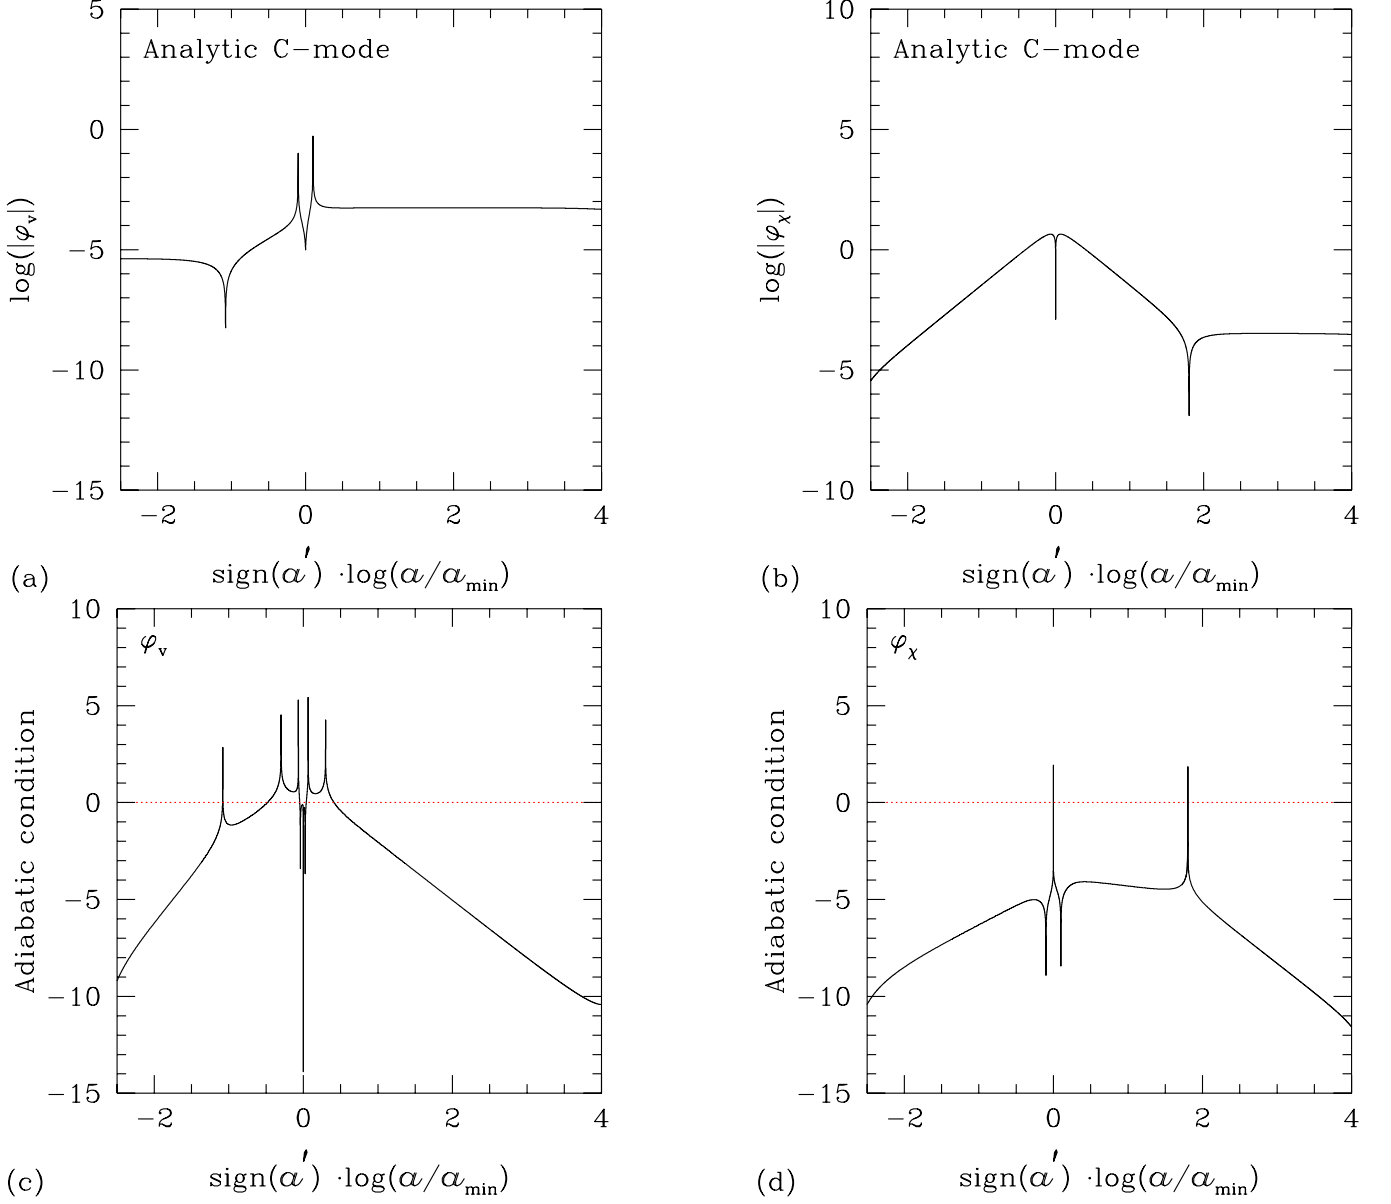 5
0
−5
−10
−15
−2 0 2 4
log(|φv|)
Analytic C−mode
(a) sign(a′) ·log(a/amin)
10
5
0
−5
−10
−2 0 2 4
log(|φχ|)
Analytic C−mode
(b) sign(a′) ·log(a/amin)
10
5
0
−5
−10
−15
−2 0 2 4
Adiabatic condition
φv
(c) sign(a′) ·log(a/amin)
10
5
0
−5
−10
−15
−2 0 2 4
Adiabatic condition
φχ
(d) sign(a′) ·log(a/amin)